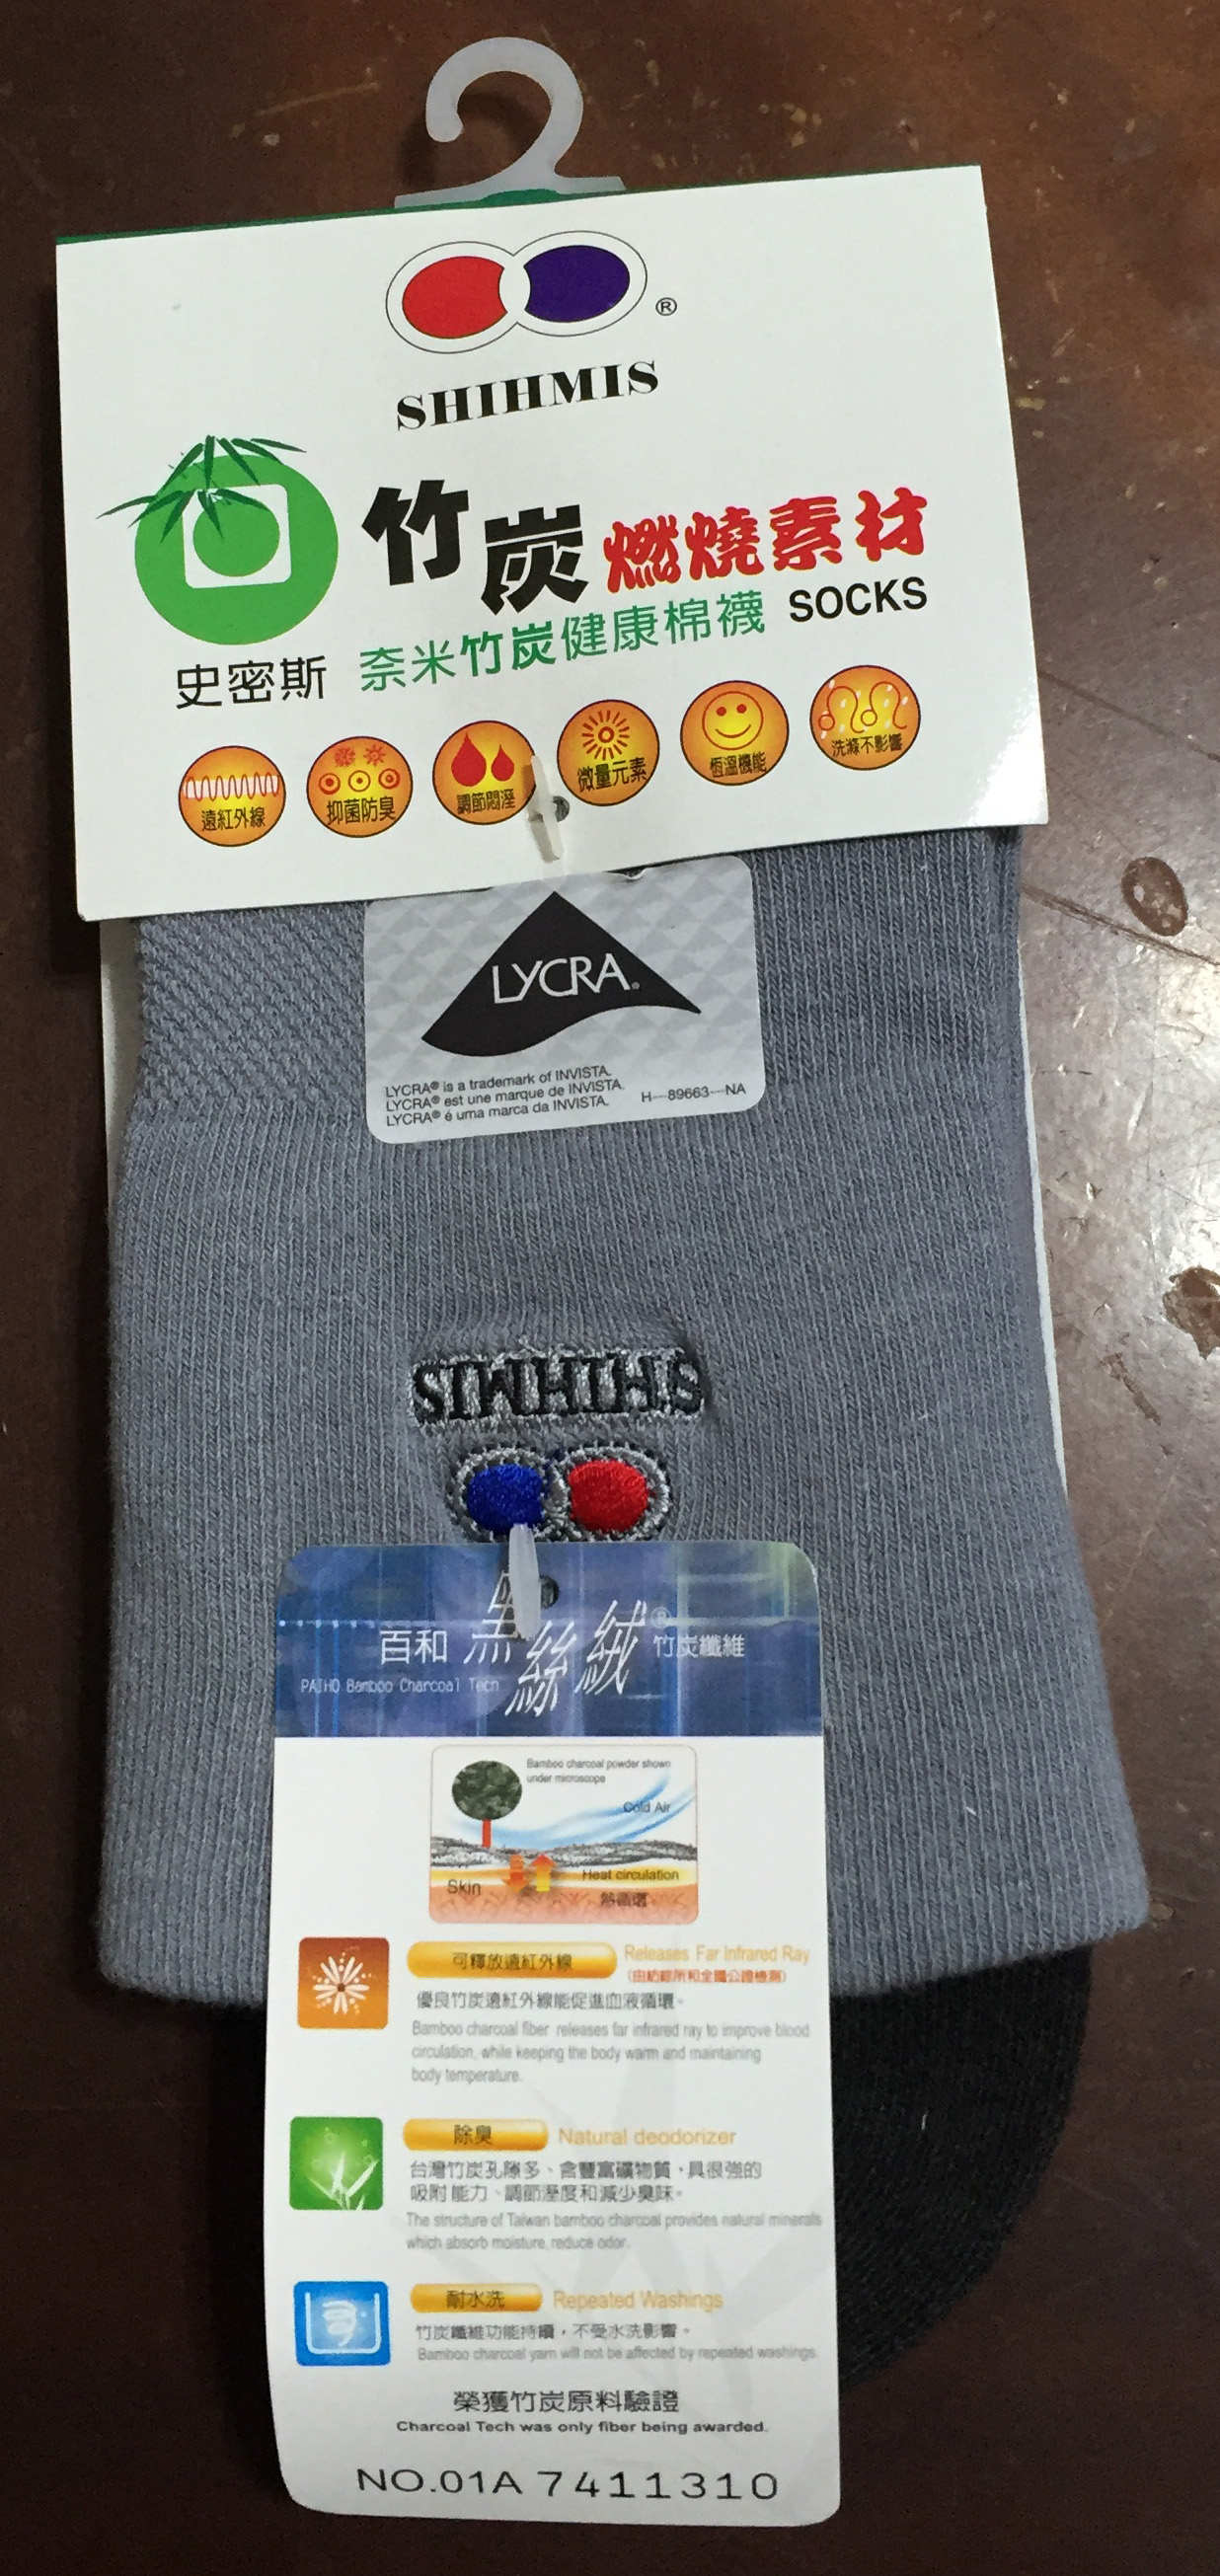 ®
SHIHMIS
竹炭燃燒素材
史密斯 奈米竹炭健康棉襪 SOCKS
遠紅外線 抑菌防臭 調節悶溼 微量元素 恆溫機能 洗滌不影響
LYCRA®
LYCRA® is a trademark of INVISTA.
LYCRA® est une marque de INVISTA.
LYCRA® é uma marca da INVISTA.
H---89663---NA
SHIHMIS
百和 黑絲絨® 竹炭纖維
PAIHO Bamboo Charcoal Tech
Bamboo charcoal powder shown
under microscope
Cold Air
Heat circulation
Skin
熱循環
可釋放遠紅外線 Releases Far Infrared Ray
(由紡綜所和全國公證檢測)
優良竹炭遠紅外線能促進血液循環。
Bamboo charcoal fiber releases far infrared ray to improve blood
circulation, while keeping the body warm and maintaining
body temperature.
除臭 Natural deodorizer
台灣竹炭孔隙多、含豐富礦物質,具很強的
吸附能力、調節溼度和減少臭味。
The structure of Taiwan bamboo charcoal provides natural minerals
which absorb moisture, reduce odor.
耐水洗 Repeated Washings
竹炭纖維功能持續,不受水洗影響。
Bamboo charcoal yarn will not be affected by repeated washings.
榮獲竹炭原料驗證
Charcoal Tech was only fiber being awarded.
NO.01A 7411310